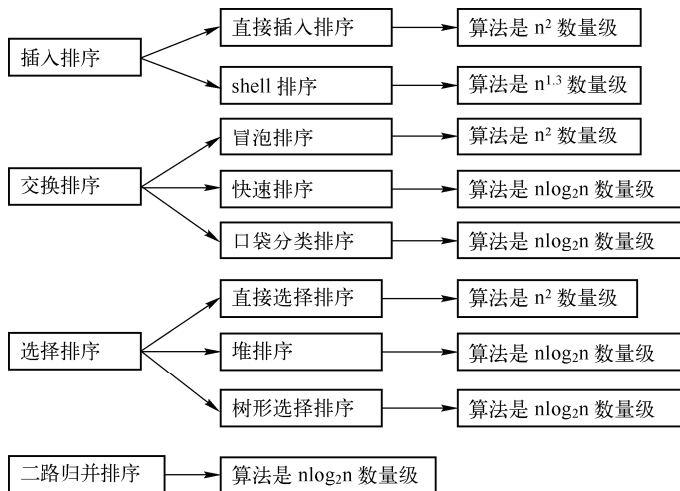 直接插入排序
算法是 n² 数量级
插入排序
shell 排序
算法是 n¹·³ 数量级
冒泡排序
算法是 n² 数量级
交换排序
快速排序
算法是 nlog₂n 数量级
口袋分类排序
算法是 nlog₂n 数量级
直接选择排序
算法是 n² 数量级
选择排序
堆排序
算法是 nlog₂n 数量级
树形选择排序
算法是 nlog₂n 数量级
二路归并排序
算法是 nlog₂n 数量级